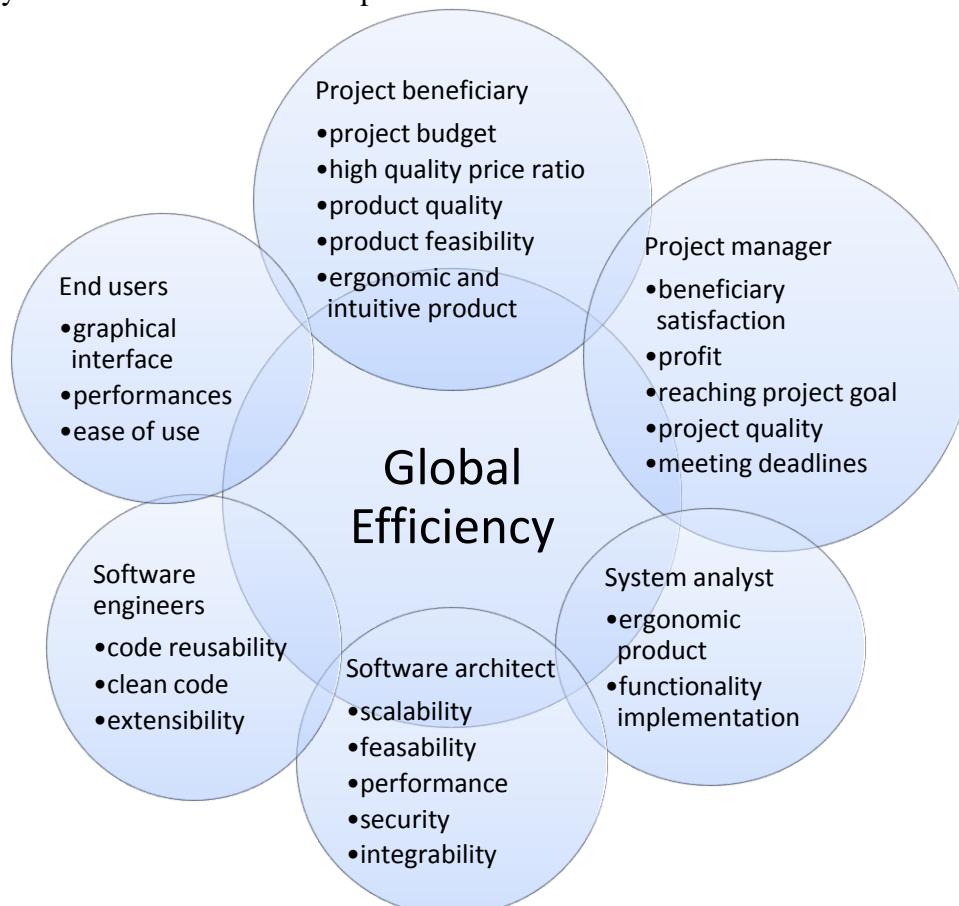 Project beneficiary
•project budget
•high quality price ratio
•product quality
•product feasibility
•ergonomic and
intuitive product
Project manager
•beneficiary
satisfaction
•profit
•reaching project goal
•project quality
•meeting deadlines
End users
•graphical
interface
•performances
•ease of use
Global
Efficiency
System analyst
•ergonomic
product
•functionality
implementation
Software
engineers
•code reusability
•clean code
•extensibility
Software architect
•scalability
•feasability
•performance
•security
•integrability